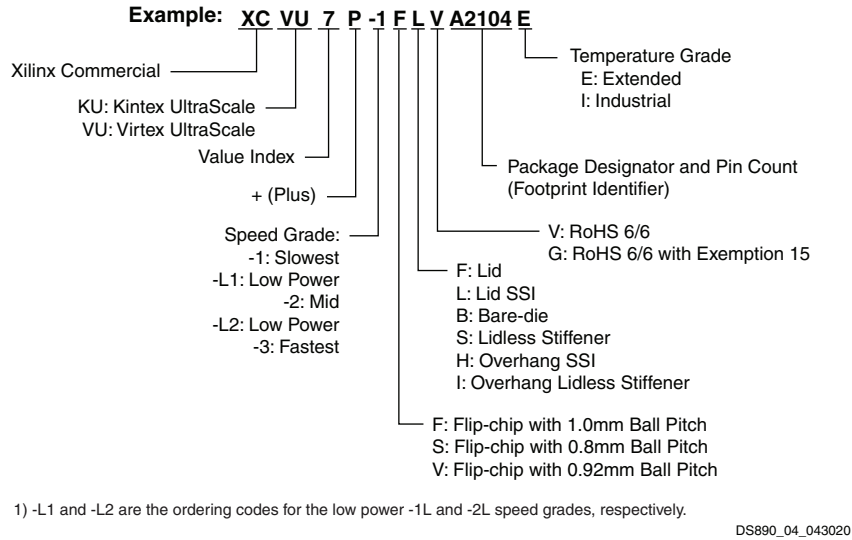 Example: XC VU 7 P -1 F L V A2104 E
Xilinx Commercial
KU: Kintex UltraScale
VU: Virtex UltraScale
Value Index
+ (Plus)
Speed Grade:
-1: Slowest
-L1: Low Power
-2: Mid
-L2: Low Power
-3: Fastest
Temperature Grade
E: Extended
I: Industrial
Package Designator and Pin Count
(Footprint Identifier)
V: RoHS 6/6
G: RoHS 6/6 with Exemption 15
F: Lid
L: Lid SSI
B: Bare-die
S: Lidless Stiffener
H: Overhang SSI
I: Overhang Lidless Stiffener
F: Flip-chip with 1.0mm Ball Pitch
S: Flip-chip with 0.8mm Ball Pitch
V: Flip-chip with 0.92mm Ball Pitch
1) -L1 and -L2 are the ordering codes for the low power -1L and -2L speed grades, respectively.
DS890_04_043020